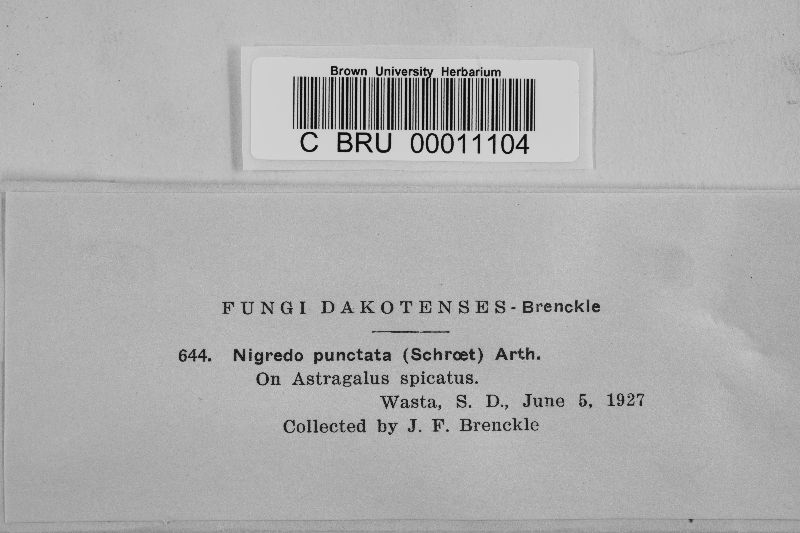 Brown University Herbarium
C BRU 00011104
FUNGI DAKOTENSES - Brenckle
644. Nigredo punctata (Schrœt) Arth.
On Astragalus spicatus.
Wasta, S. D., June 5, 1927
Collected by J. F. Brenckle